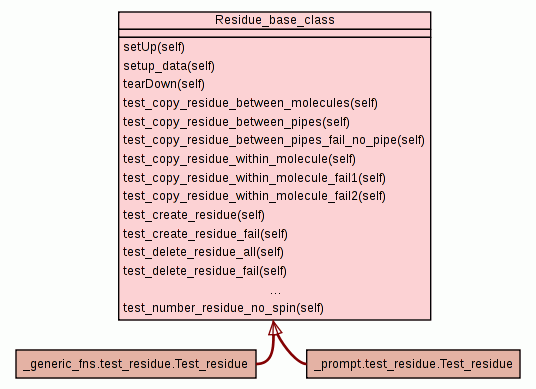 Residue_base_class
setUp(self)
setup_data(self)
tearDown(self)
test_copy_residue_between_molecules(self)
test_copy_residue_between_pipes(self)
test_copy_residue_between_pipes_fail_no_pipe(self)
test_copy_residue_within_molecule(self)
test_copy_residue_within_molecule_fail1(self)
test_copy_residue_within_molecule_fail2(self)
test_create_residue(self)
test_create_residue_fail(self)
test_delete_residue_all(self)
test_delete_residue_fail(self)
...
test_number_residue_no_spin(self)
_generic_fns.test_residue.Test_residue
_prompt.test_residue.Test_residue